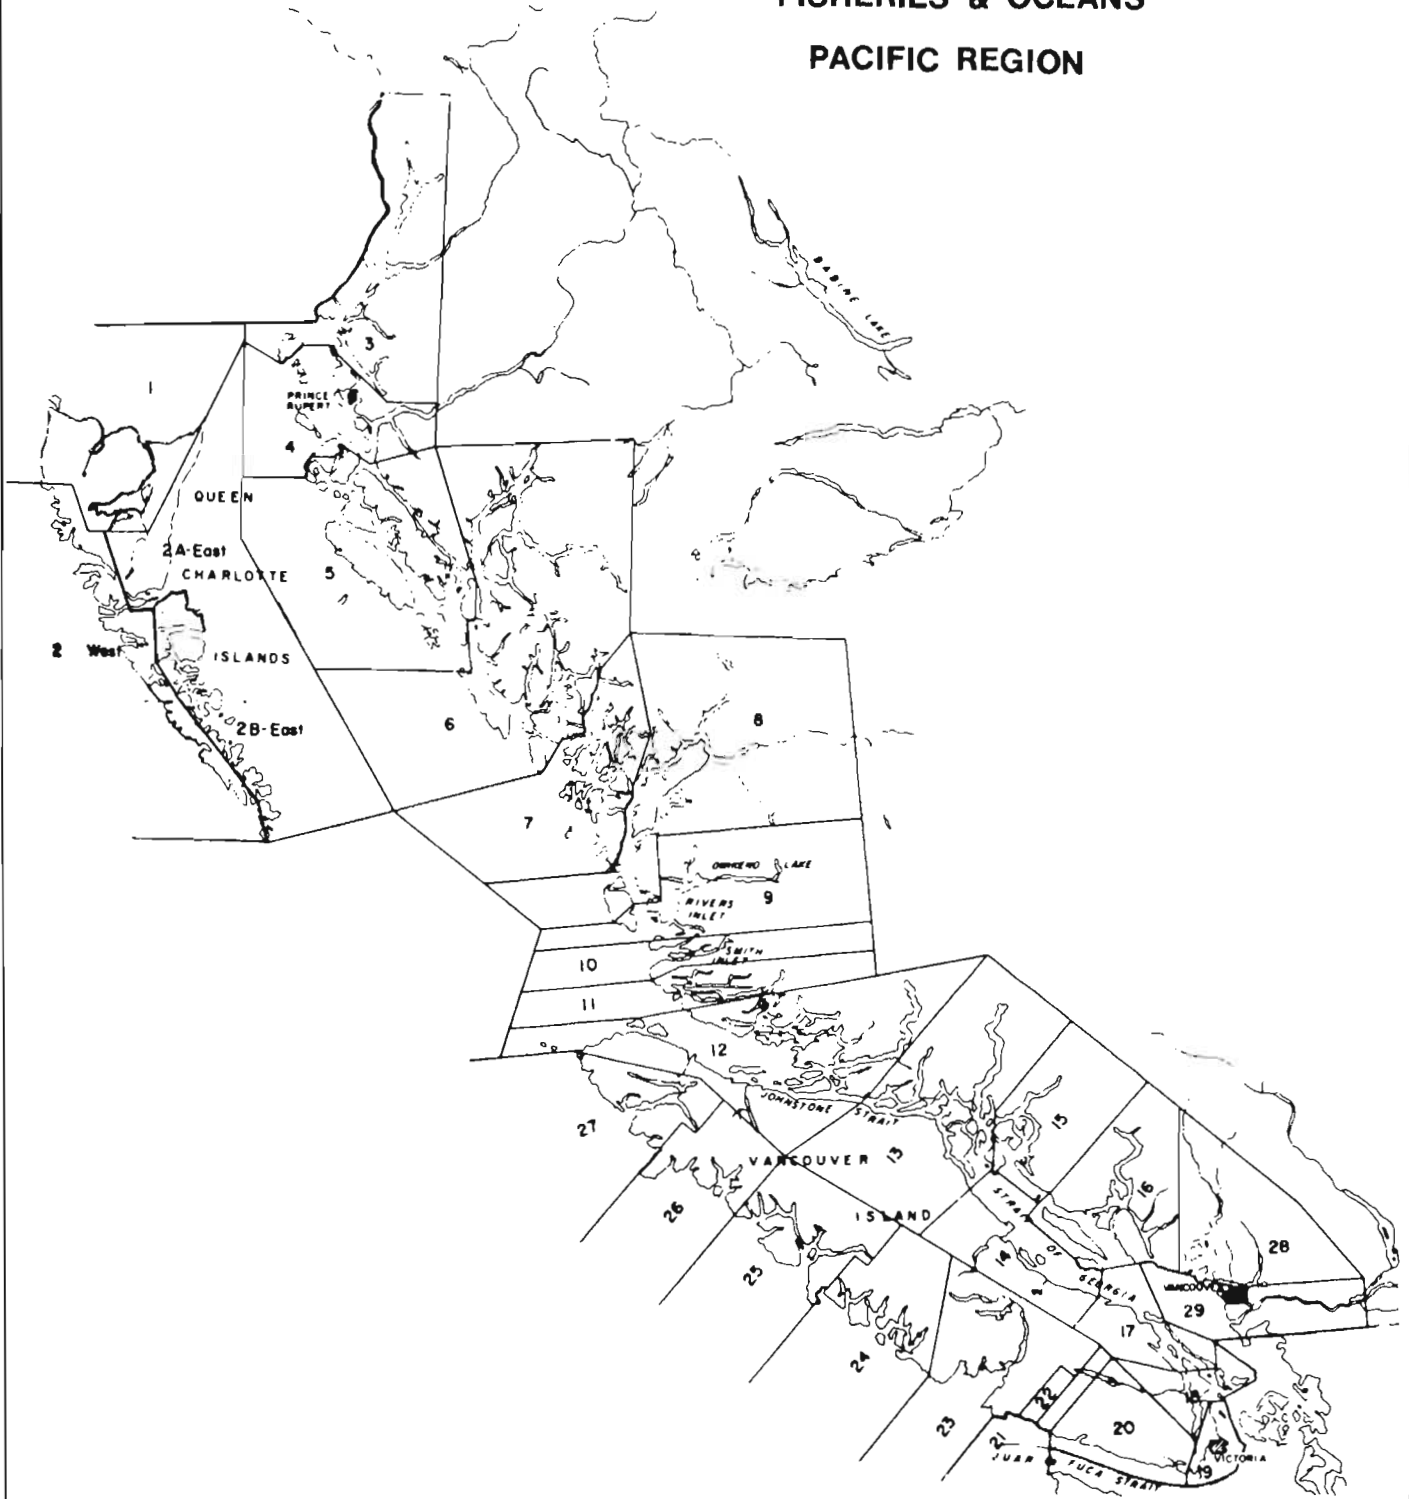 FISHERIES & OCEANS
PACIFIC REGION
BABINE LAKE
3
1
PRINCE
RUPERT
4
QUEEN
2A-East
CHARLOTTE
5
2 West
ISLANDS
6
8
2B-East
7
LAKE
9
RIVERS
INLET
SMITH
INLET
10
11
12
JOHNSTONE STRAIT
27
VANCOUVER
13
15
16
26
ISLAND
STRAIT OF GEORGIA
14
25
28
VANCOUVER
29
17
24
18
22
23
20
21
JUAN
FUCA STRAIT
19
VICTORIA